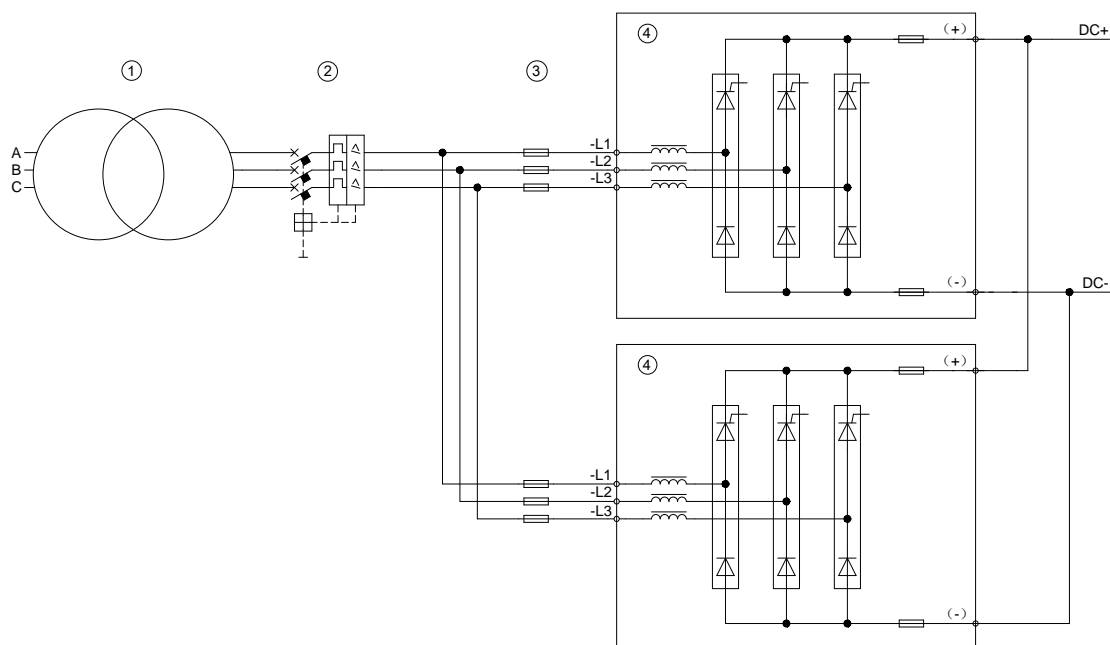 ① ② ③ ④
(+) DC+
A
B
C
-L1
-L2
-L3
(-) DC-
④
(+)
-L1
-L2
-L3
(-)